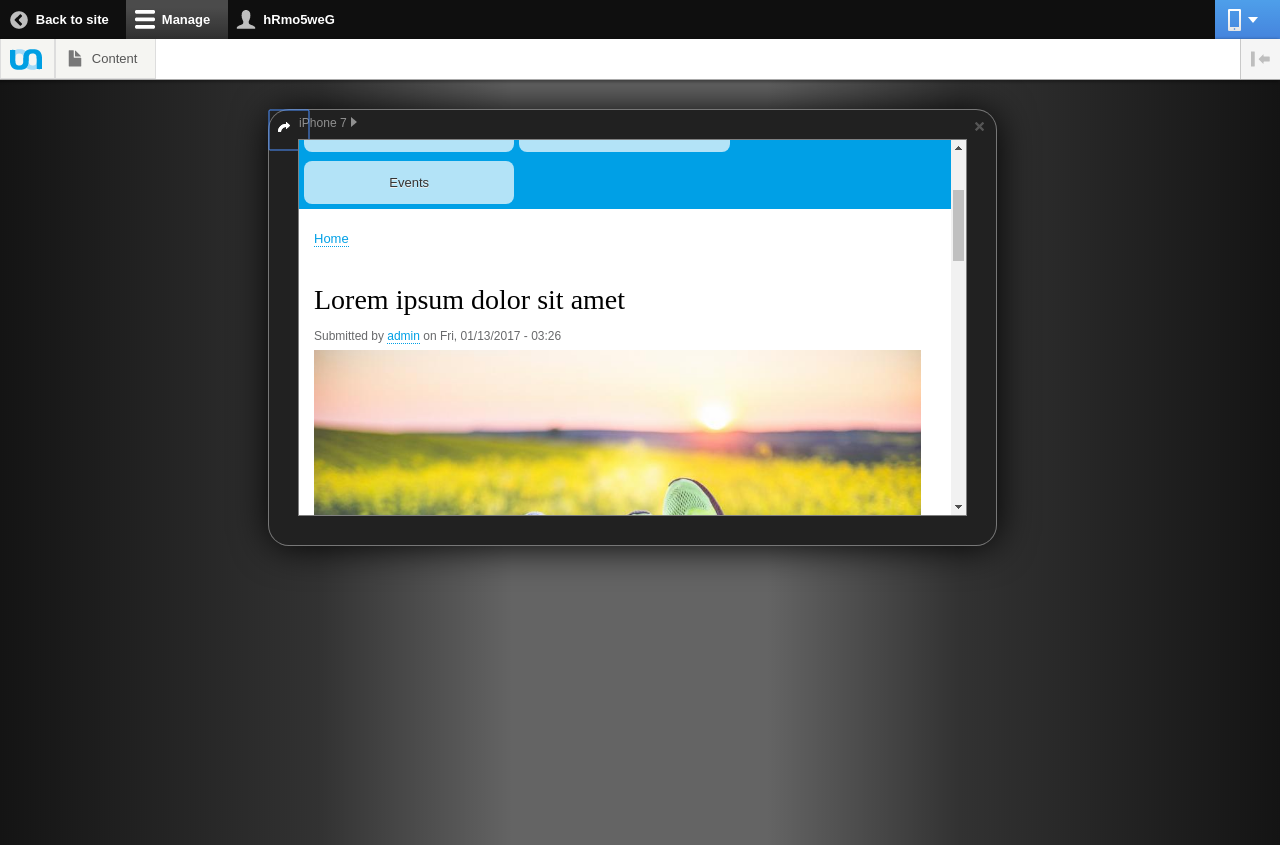 Back to site
Manage
hRmo5weG
Content
iPhone 7
Events
Home
Lorem ipsum dolor sit amet
Submitted by admin on Fri, 01/13/2017 - 03:26